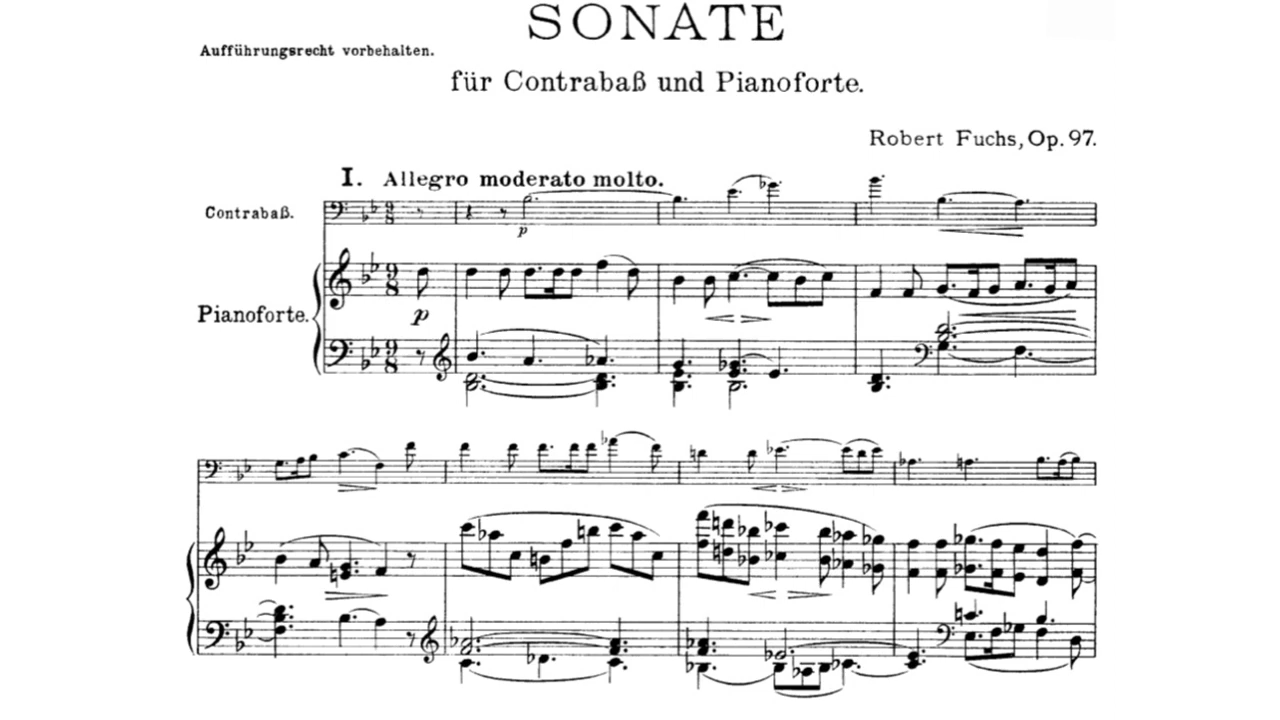 SONATE
Aufführungsrecht vorbehalten.
für Contrabaß und Pianoforte.
Robert Fuchs, Op. 97.
I. Allegro moderato molto.
Contrabaß.
p
Pianoforte.
p